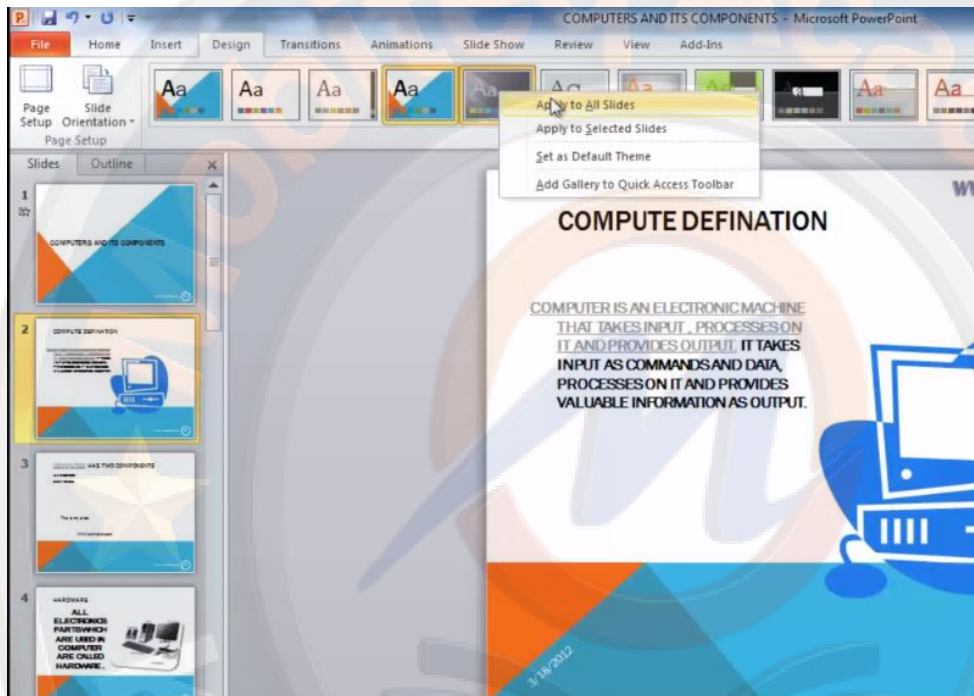 COMPUTERS AND ITS COMPONENTS - Microsoft PowerPoint
File Home Insert Design Transitions Animations Slide Show Review View Add-Ins
Page Setup
Slide Orientation
Aa Aa Aa Aa Aa Aa
Page Setup
Apply to All Slides
Apply to Selected Slides
Set as Default Theme
Add Gallery to Quick Access Toolbar
Slides Outline
1
COMPUTERS AND ITS COMPONENTS
2
COMPUTE DEFINATION
3
COMPUTER HAS TWO COMPONENTS
4
HARDWARE
ALL
ELECTRONICS
PARTSWHICH
ARE USED IN
COMPUTER
ARE CALLED
HARDWARE .
COMPUTE DEFINATION
COMPUTER IS AN ELECTRONIC MACHINE
THAT TAKES INPUT , PROCESSES ON
IT AND PROVIDES OUTPUT. IT TAKES
INPUT AS COMMANDS AND DATA,
PROCESSES ON IT AND PROVIDES
VALUABLE INFORMATION AS OUTPUT.
3/18/2012